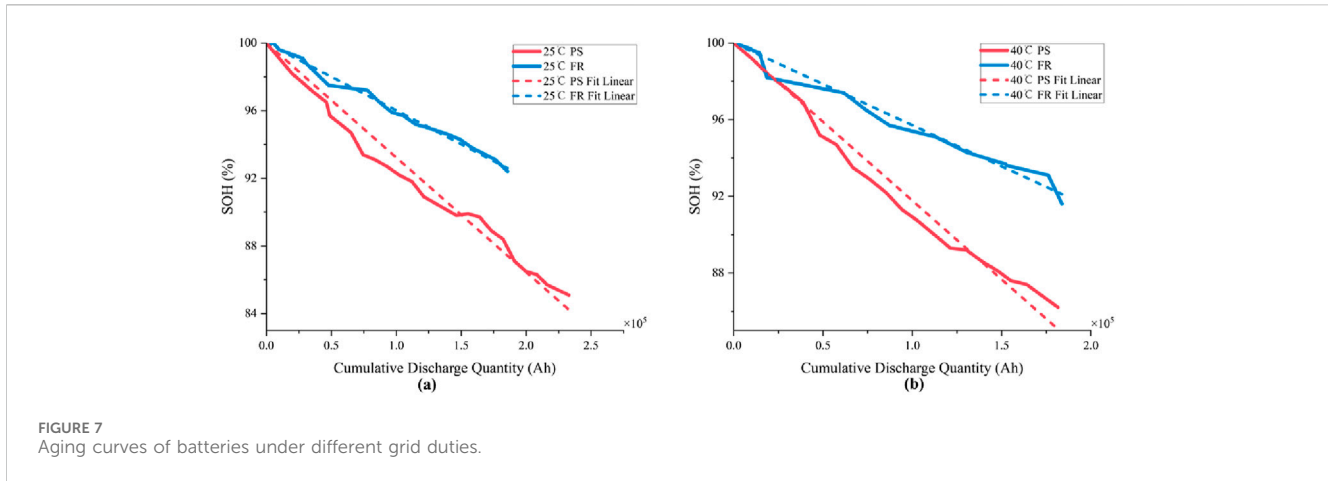 100
96
92
88
84
SOH (%)
25℃ PS
25℃ FR
25℃ PS Fit Linear
25℃ FR Fit Linear
×10⁵
0.0 0.5 1.0 1.5 2.0 2.5
Cumulative Discharge Quantity (Ah)
(a)
100
96
92
88
SOH (%)
40℃ PS
40℃ FR
40℃ PS Fit Linear
40℃ FR Fit Linear
×10⁵
0.0 0.5 1.0 1.5 2.0
Cumulative Discharge Quantity (Ah)
(b)
FIGURE 7
Aging curves of batteries under different grid duties.